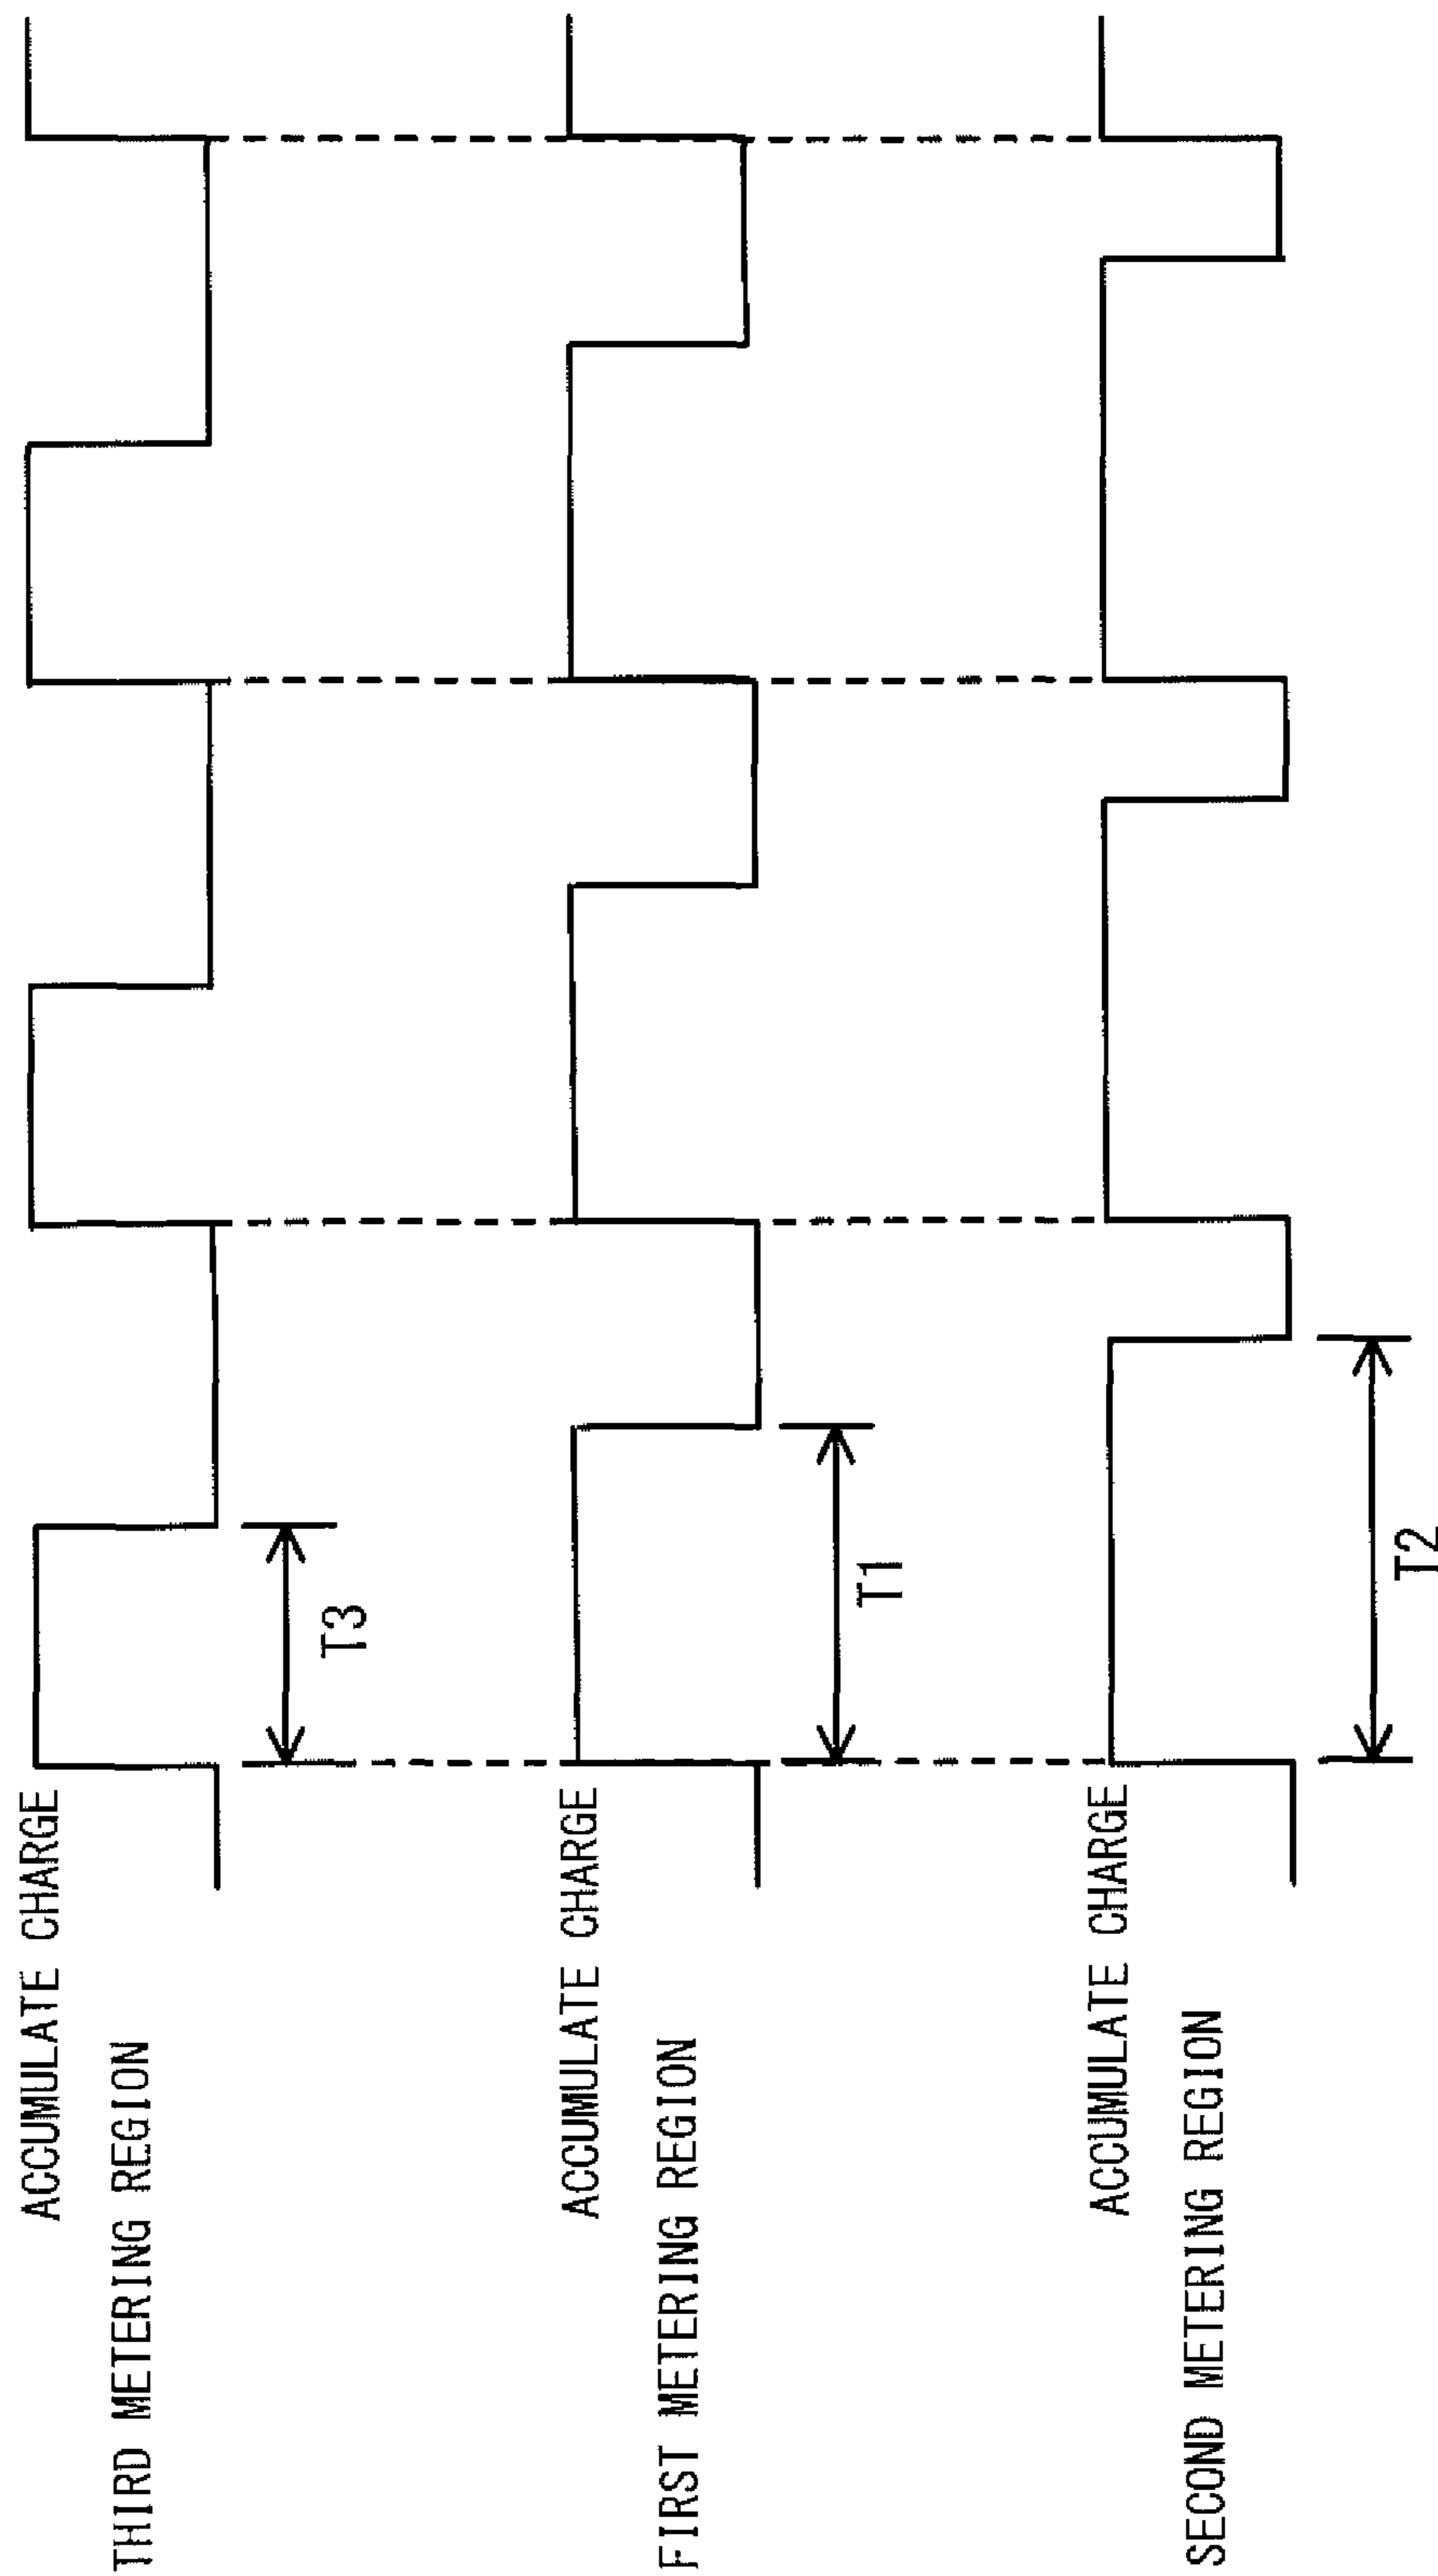 ACCUMULATE CHARGE
THIRD METERING REGION
T3
ACCUMULATE CHARGE
FIRST METERING REGION
T1
ACCUMULATE CHARGE
SECOND METERING REGION
T2